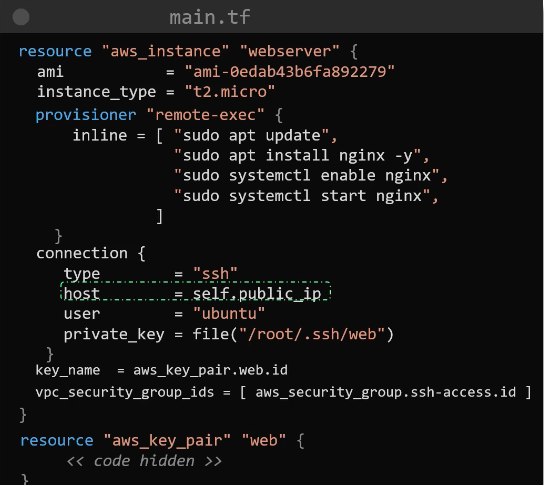 main.tf
resource "aws_instance" "webserver" {
ami = "ami-0edab43b6fa892279"
instance_type = "t2.micro"
provisioner "remote-exec" {
inline = [ "sudo apt update",
"sudo apt install nginx -y",
"sudo systemctl enable nginx",
"sudo systemctl start nginx",
]
}
connection {
type = "ssh"
host = self.public_ip
user = "ubuntu"
private_key = file("/root/.ssh/web")
}
key_name = aws_key_pair.web.id
vpc_security_group_ids = [ aws_security_group.ssh-access.id ]
}
resource "aws_key_pair" "web" {
<< code hidden >>
}